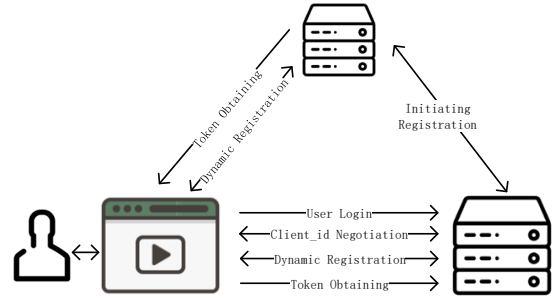 Token Obtaining
Dynamic Registration
Initiating
Registration
User Login
Client_id Negotiation
Dynamic Registration
Token Obtaining